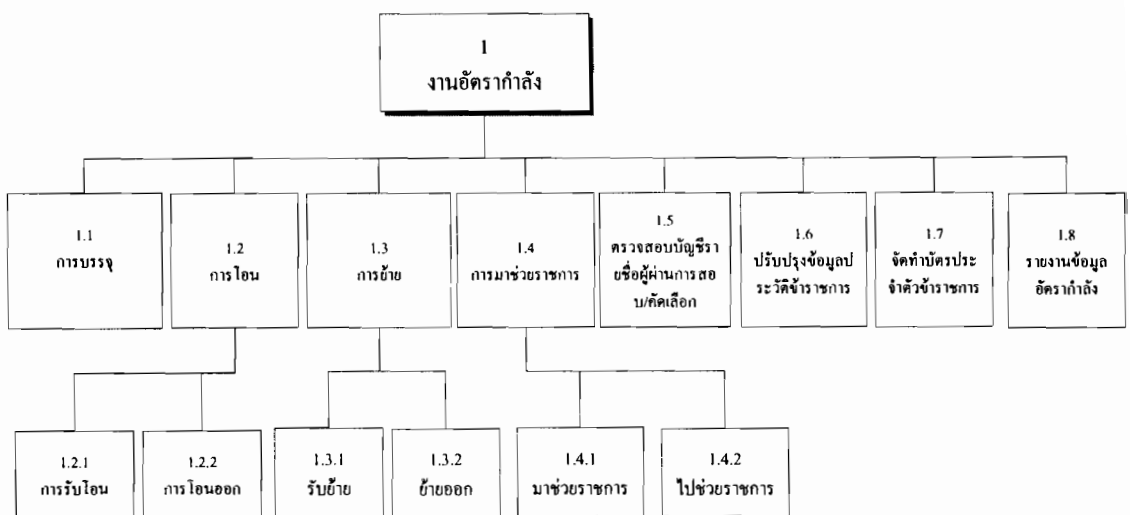 1
งานอัตรากำลัง
1.1
การบรรจุ
1.2
การโอน
1.3
การย้าย
1.4
การมาช่วยราชการ
1.5
ตรวจสอบบัญชีรา
ยชื่อผู้ผ่านการสอ
บ/คัดเลือก
1.6
ปรับปรุงข้อมูลป
ระวัติข้าราชการ
1.7
จัดทำบัตรประ
จำตัวข้าราชการ
1.8
รายงานข้อมูล
อัตรากำลัง
1.2.1
การรับโอน
1.2.2
การโอนออก
1.3.1
รับย้าย
1.3.2
ย้ายออก
1.4.1
มาช่วยราชการ
1.4.2
ไปช่วยราชการ